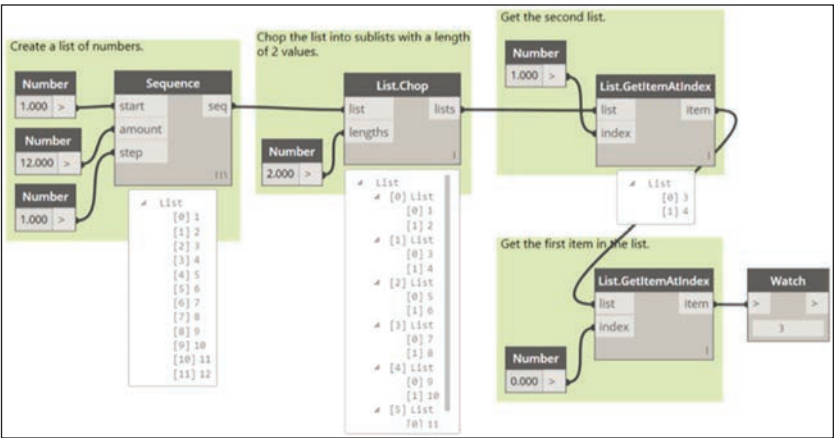 Create a list of numbers.
Number
1.000 >
Number
12.000 >
Number
1.000 >
Sequence
start seq
amount
step
List
[0] 1
[1] 2
[2] 3
[3] 4
[4] 5
[5] 6
[6] 7
[7] 8
[8] 9
[9] 10
[10] 11
[11] 12
Chop the list into sublists with a length
of 2 values.
Number
2.000 >
List.Chop
list lists
lengths
List
[0] List
[0] 1
[1] 2
[1] List
[0] 3
[1] 4
[2] List
[0] 5
[1] 6
[3] List
[0] 7
[1] 8
[4] List
[0] 9
[1] 10
[5] List
[0] 11
Get the second list.
Number
1.000 >
List.GetItemAtIndex
list item
index
List
[0] 3
[1] 4
Get the first item in the list.
Number
0.000 >
List.GetItemAtIndex
list item
index
Watch
> >
3